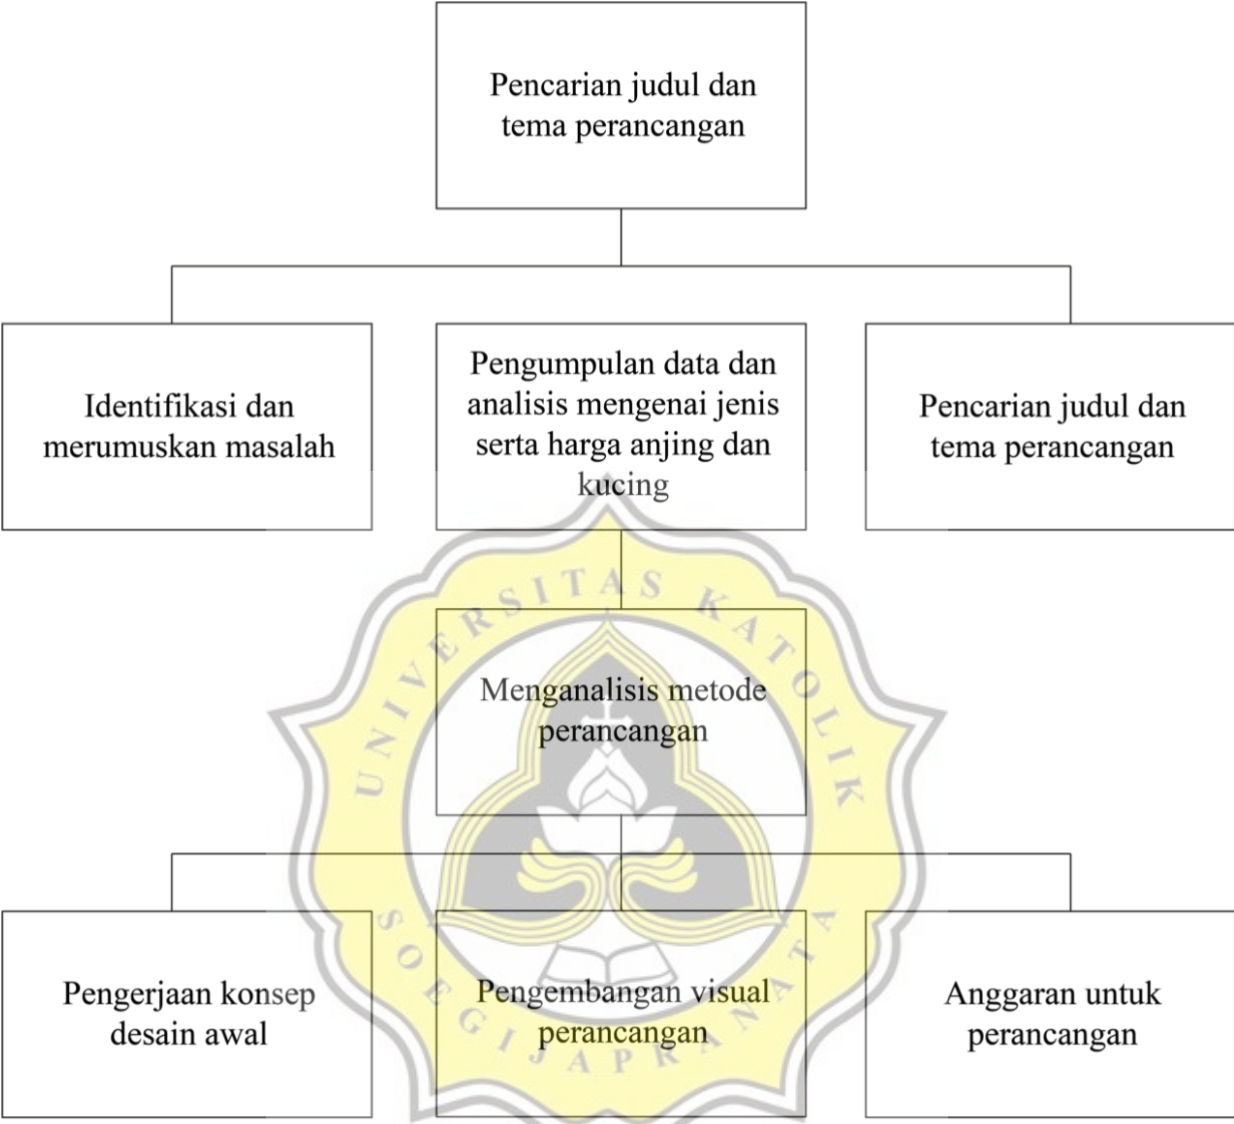 Pencarian judul dan
tema perancangan
Identifikasi dan
merumuskan masalah
Pengumpulan data dan
analisis mengenai jenis
serta harga anjing dan
kucing
Pencarian judul dan
tema perancangan
UNIVERSITAS KATOLIK
Menganalisis metode
perancangan
Pengerjaan konsep
desain awal
Pengembangan visual
perancangan
Anggaran untuk
perancangan
SOEGIJAPRANATA